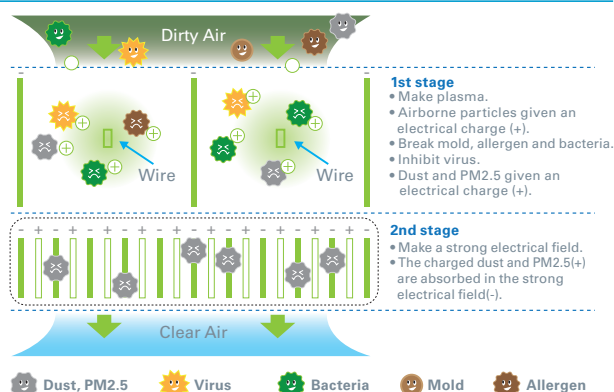 Dirty Air
1st stage
• Make plasma.
• Airborne particles given an
electrical charge (+).
• Break mold, allergen and bacteria.
• Inhibit virus.
• Dust and PM2.5 given an
electrical charge (+).
- - -
+ + + + + +
Wire Wire
2nd stage
• Make a strong electrical field.
• The charged dust and PM2.5(+)
are absorbed in the strong
electrical field(-).
- + - + - + - + - + - + - + - + - + - + -
Clear Air
Dust, PM2.5 Virus Bacteria Mold Allergen